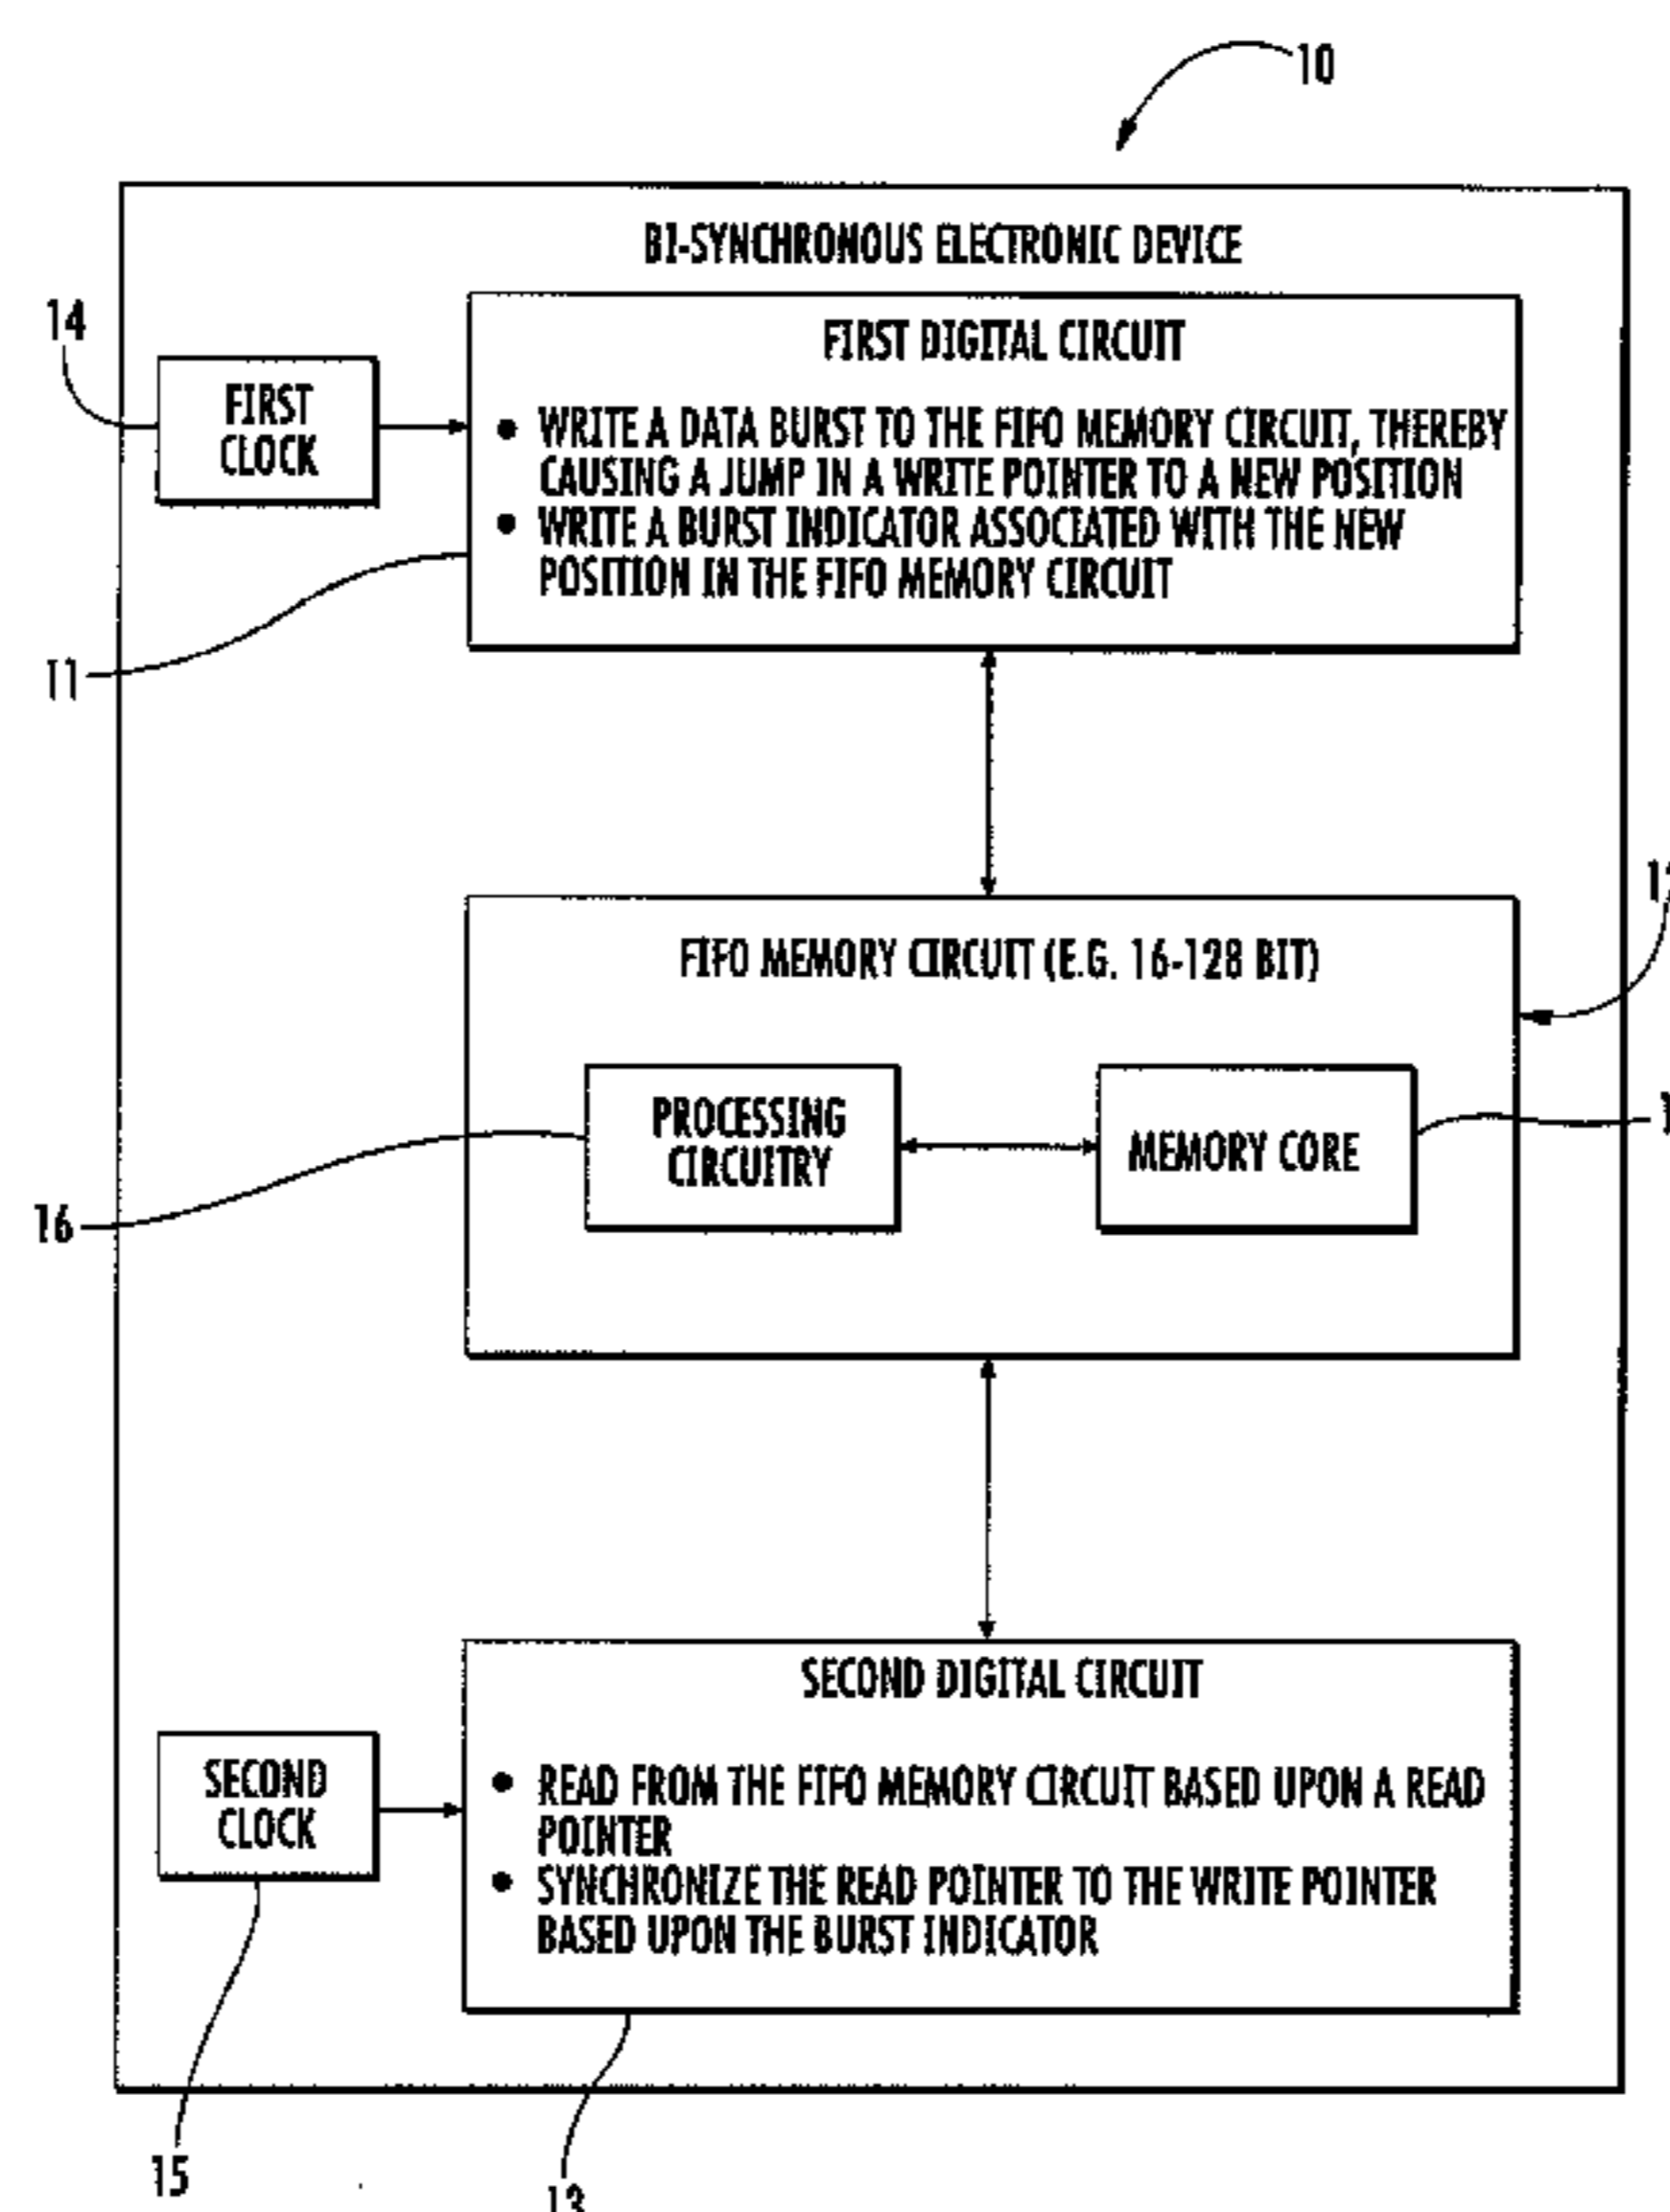 10
BI-SYNCHRONOUS ELECTRONIC DEVICE
14
FIRST DIGITAL CIRCUIT
FIRST
CLOCK
• WRITE A DATA BURST TO THE FIFO MEMORY CIRCUIT, THEREBY
CAUSING A JUMP IN A WRITE POINTER TO A NEW POSITION
• WRITE A BURST INDICATOR ASSOCIATED WITH THE NEW
POSITION IN THE FIFO MEMORY CIRCUIT
11
FIFO MEMORY CIRCUIT (E.G. 16-128 BIT)
PROCESSING
CIRCUITRY
MEMORY CORE
16
SECOND DIGITAL CIRCUIT
SECOND
CLOCK
• READ FROM THE FIFO MEMORY CIRCUIT BASED UPON A READ
POINTER
• SYNCHRONIZE THE READ POINTER TO THE WRITE POINTER
BASED UPON THE BURST INDICATOR
15
13